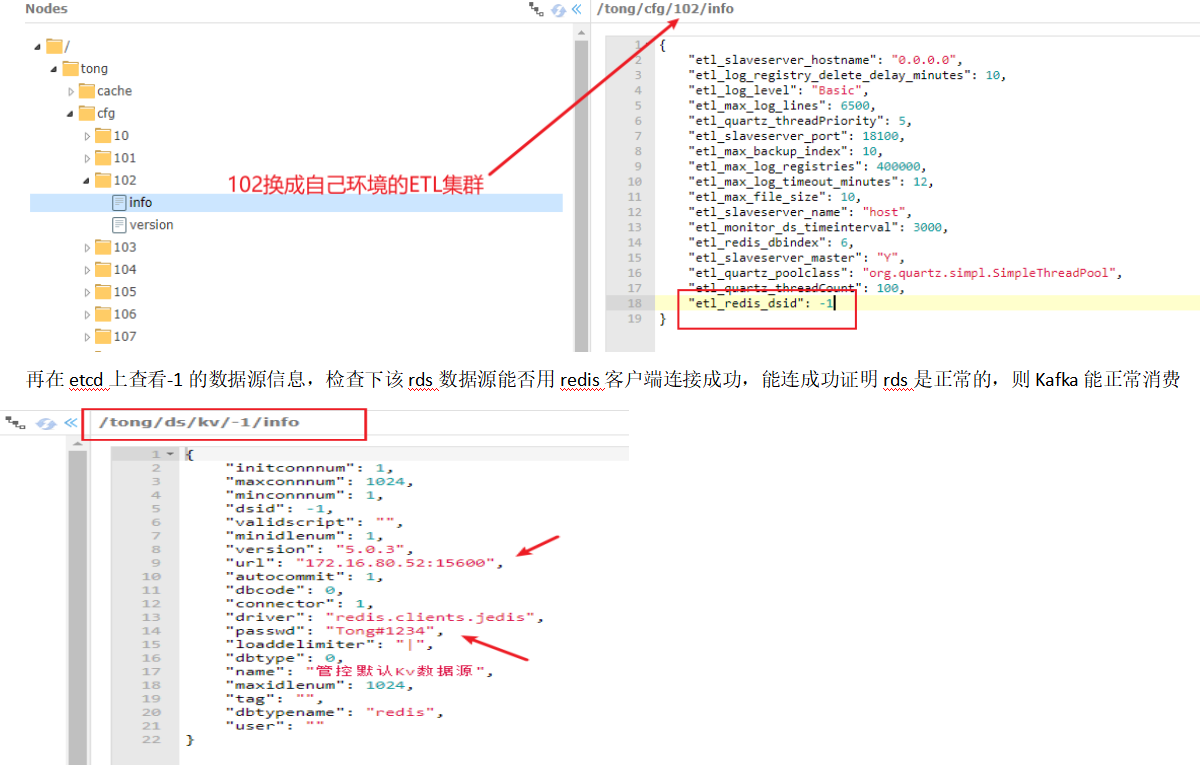 Nodes
/
tong
cache
cfg
10
101
102
info
version
103
104
105
106
107
102换成自己环境的ETL集群
/tong/cfg/102/info
1 {
2 "etl_slaveserver_hostname": "0.0.0.0",
3 "etl_log_registry_delete_delay_minutes": 10,
4 "etl_log_level": "Basic",
5 "etl_max_log_lines": 6500,
6 "etl_quartz_threadPriority": 5,
7 "etl_slaveserver_port": 18100,
8 "etl_max_backup_index": 10,
9 "etl_max_log_registries": 400000,
10 "etl_max_log_timeout_minutes": 12,
11 "etl_max_file_size": 10,
12 "etl_slaveserver_name": "host",
13 "etl_monitor_ds_timeinterval": 3000,
14 "etl_redis_dbindex": 6,
15 "etl_slaveserver_master": "Y",
16 "etl_quartz_poolclass": "org.quartz.simpl.SimpleThreadPool",
17 "etl_quartz_threadCount": 100,
18 "etl_redis_dsid": -1
19 }
再在 etcd 上查看-1 的数据源信息，检查下该 rds 数据源能否用 redis 客户端连接成功，能连成功证明 rds 是正常的，则 Kafka 能正常消费
/tong/ds/kv/-1/info
1 {
2 "initconnnum": 1,
3 "maxconnnum": 1024,
4 "minconnnum": 1,
5 "dsid": -1,
6 "validscript": "",
7 "minidlenum": 1,
8 "version": "5.0.3",
9 "url": "172.16.80.52:15600",
10 "autocommit": 1,
11 "dbcode": 0,
12 "connector": 1,
13 "driver": "redis.clients.jedis",
14 "passwd": "Tong#1234",
15 "loaddelimiter": "|",
16 "dbtype": 0,
17 "name": "管控默认Kv数据源",
18 "maxidlenum": 1024,
19 "tag": "",
20 "dbtypename": "redis",
21 "user": ""
22 }